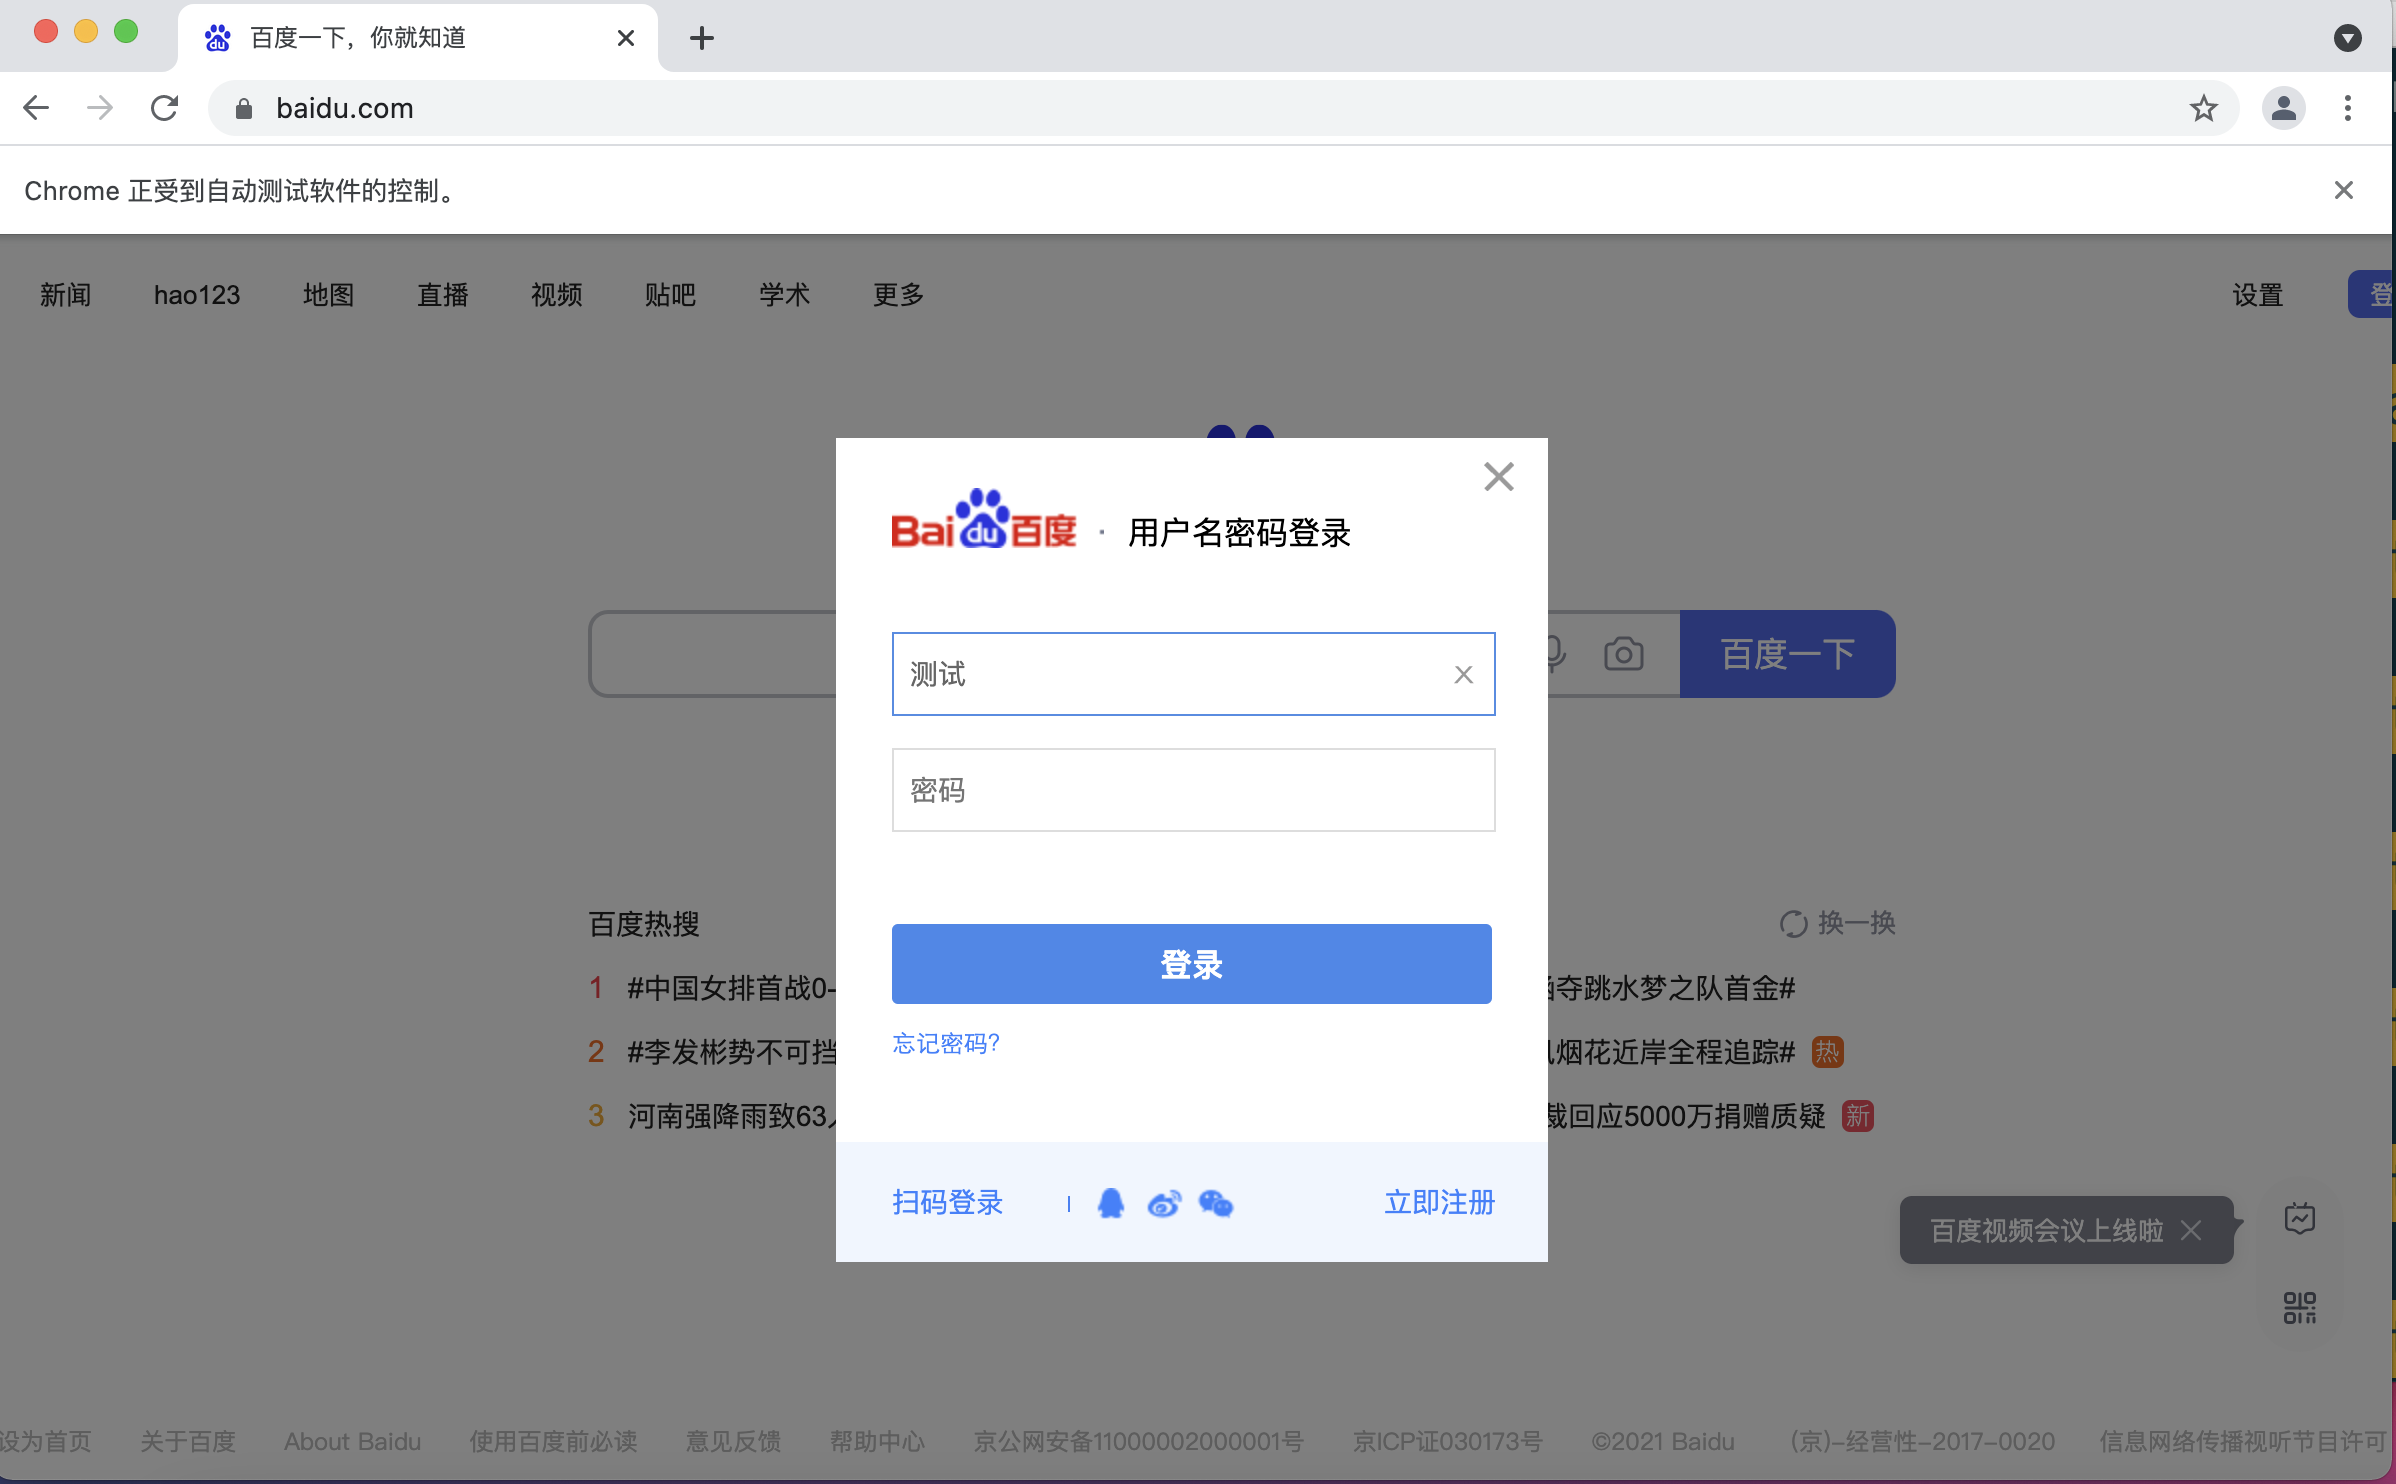 百度一下，你就知道
baidu.com
Chrome 正受到自动测试软件的控制。
新闻 hao123 地图 直播 视频 贴吧 学术 更多 设置 登
Bai du 百度 · 用户名密码登录
测试
百度一下
密码
百度热搜 换一换
登录
1 #中国女排首战0- 夺跳水梦之队首金#
忘记密码?
2 #李发彬势不可挡 烟花近岸全程追踪# 热
3 河南强降雨致63 裁回应5000万捐赠质疑 新
扫码登录 立即注册
百度视频会议上线啦
设为首页 关于百度 About Baidu 使用百度前必读 意见反馈 帮助中心 京公网安备11000002000001号 京ICP证030173号 ©2021 Baidu (京)-经营性-2017-0020 信息网络传播视听节目许可